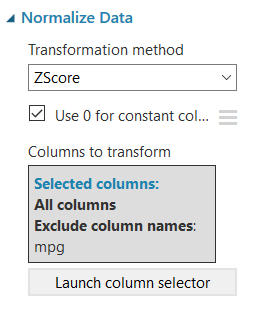 Normalize Data
Transformation method
ZScore
Use 0 for constant col...
Columns to transform
Selected columns:
All columns
Exclude column names:
mpg
Launch column selector